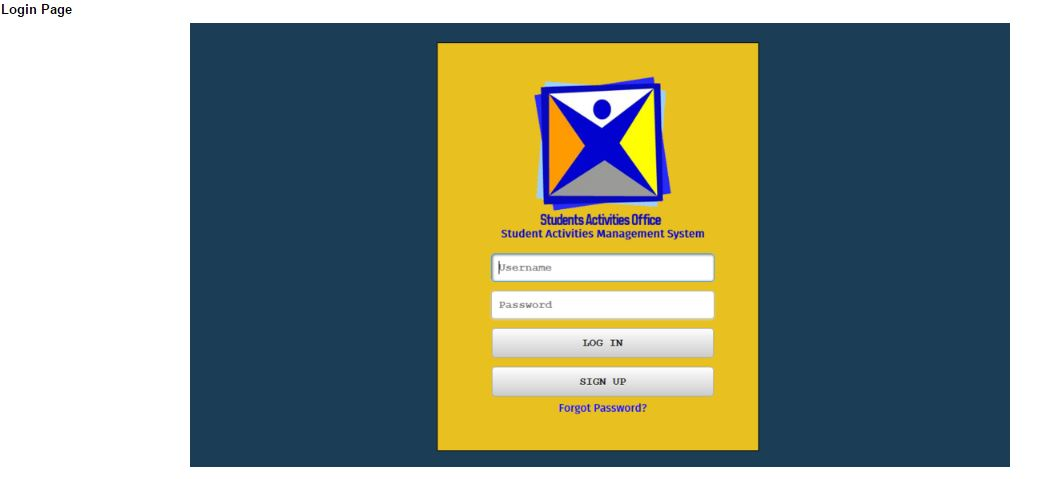 Login Page
Students Activities Office
Student Activities Management System
Username
Password
LOG IN
SIGN UP
Forgot Password?